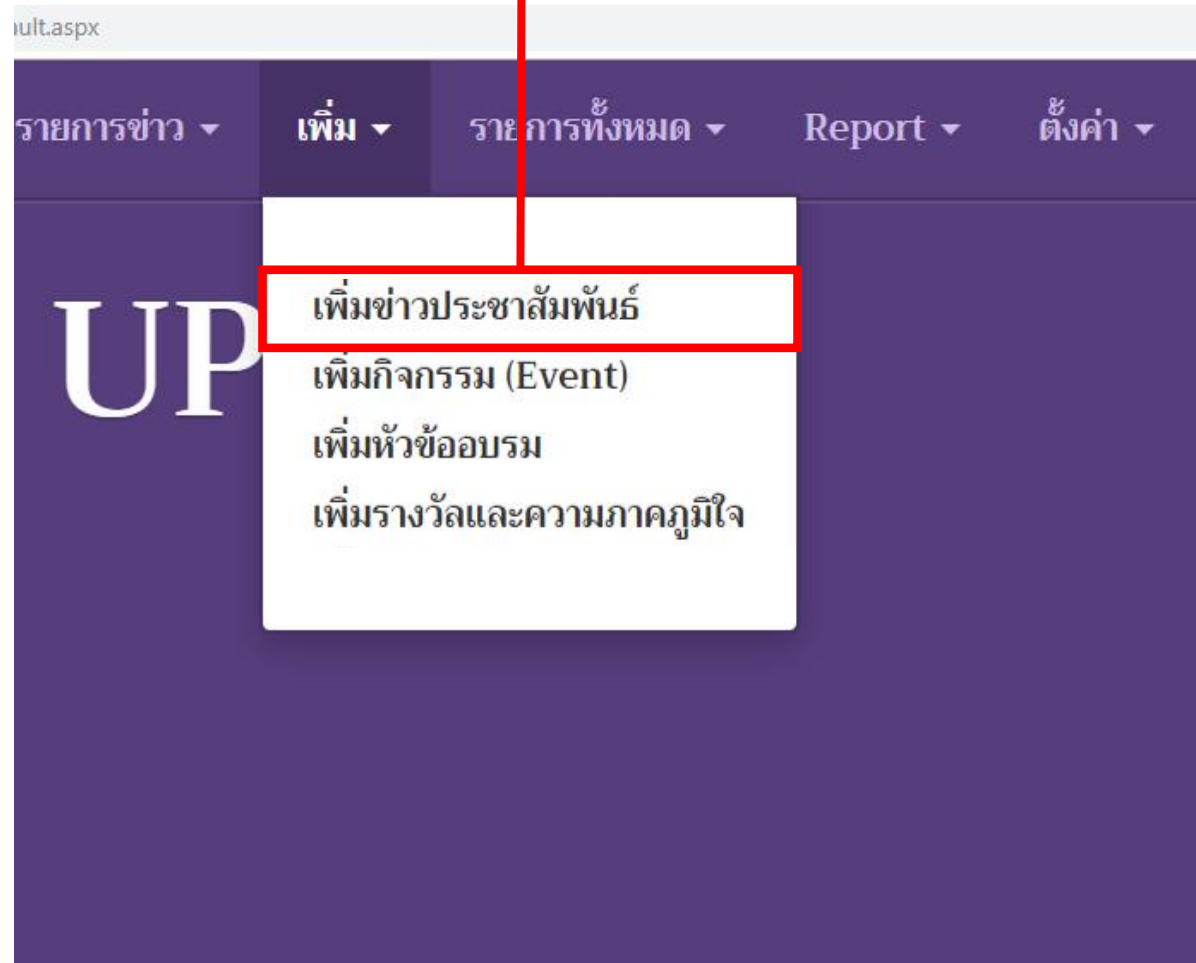 ult.aspx
รายการข่าว เพิ่ม รายการทั้งหมด Report ตั้งค่า
UP
เพิ่มข่าวประชาสัมพันธ์
เพิ่มกิจกรรม (Event)
เพิ่มหัวข้ออบรม
เพิ่มรางวัลและความภาคภูมิใจ